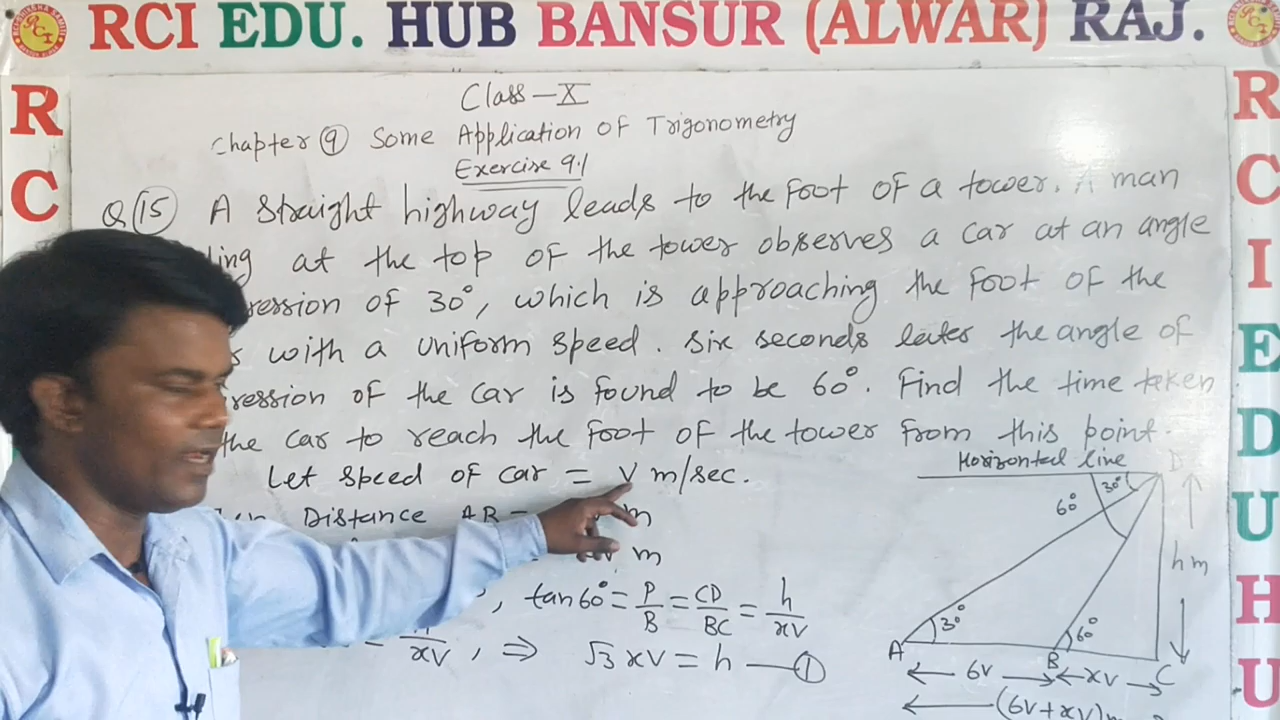 RCI EDU. HUB BANSUR (ALWAR) RAJ.
R
C
Class-X
Chapter 9 Some Application of Trigonometry
Exercise 9.1
Q 15 A straight highway leads to the foot of a tower. A man
ling at the top of the tower observes a car at an angle
ression of 30°, which is approaching the foot of the
with a uniform speed. six seconds later the angle of
ression of the car is found to be 60°. Find the time taken
the car to reach the foot of the tower from this point.
Let speed of car = v m/sec.
Distance AB = m
m
, tan60° = P/B = CD/BC = h/xv
xv , ⇒ √3 xv = h — 1
Horizontal line
D
30°
60°
h m
30°
60°
A
B
C
6v
xv
(6v+xv)
R
C
I
E
D
U
H
U